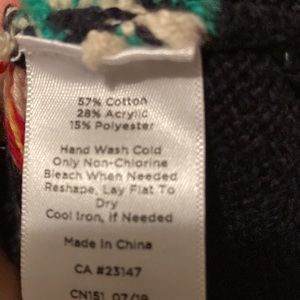 57% Cotton
28% Acrylic
15% Polyester
Hand Wash Cold
Only Non-Chlorine
Bleach When Needed
Reshape, Lay Flat To
Dry
Cool Iron, If Needed
Made In China
CA #23147
CN151 07/09